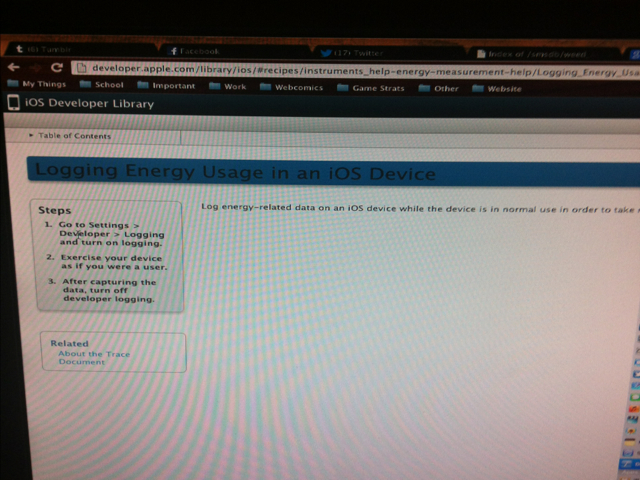 (6) Tumblr
Facebook
(17) Twitter
Index of
developer.apple.com/library/ios/#recipes/instruments_help-energy-measurement-help/Logging_Energy_Usa
My Things School Important Work Webcomics Game Strats Other Website
iOS Developer Library
Table of Contents
Logging Energy Usage in an iOS Device
Log energy-related data on an iOS device while the device is in normal use in order to take
Steps
1. Go to Settings >
Developer > Logging
and turn on logging.
2. Exercise your device
as if you were a user.
3. After capturing the
data, turn off
developer logging.
Related
About the Trace
Document